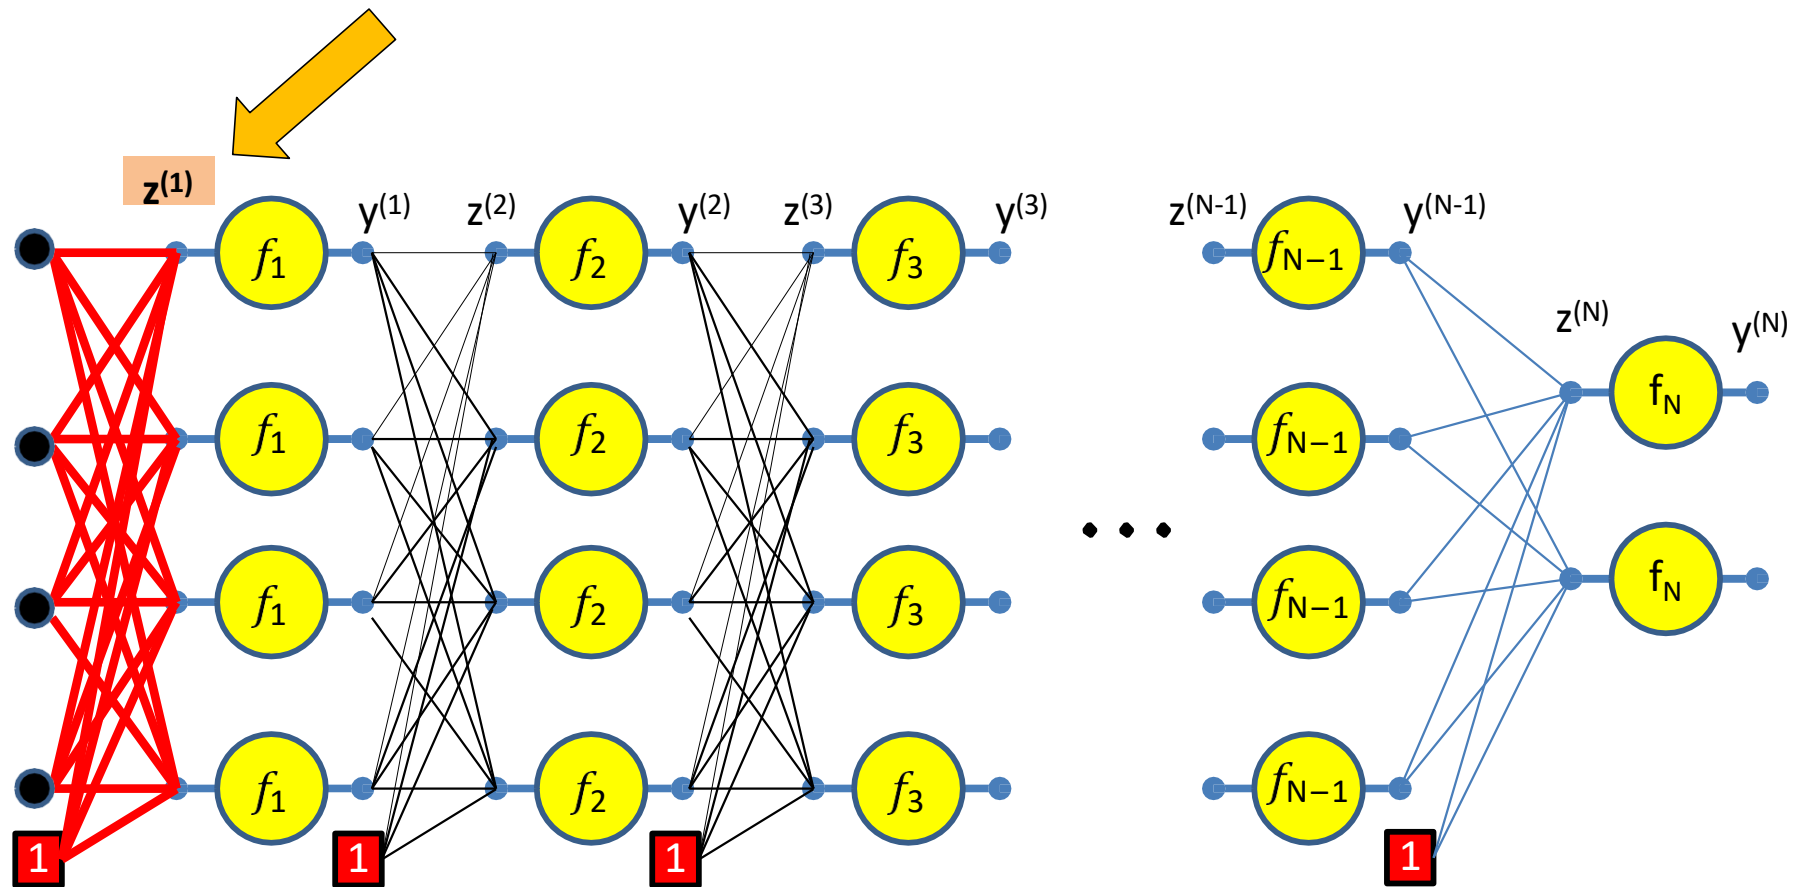 z(1)
y(1) z(2) y(2) z(3) y(3) z(N-1) y(N-1)
f1 f2 f3 fN−1
z(N) y(N)
fN
f1 f2 f3 fN−1
fN
f1 f2 f3 fN−1
f1 f2 f3 fN−1
1 1 1 1